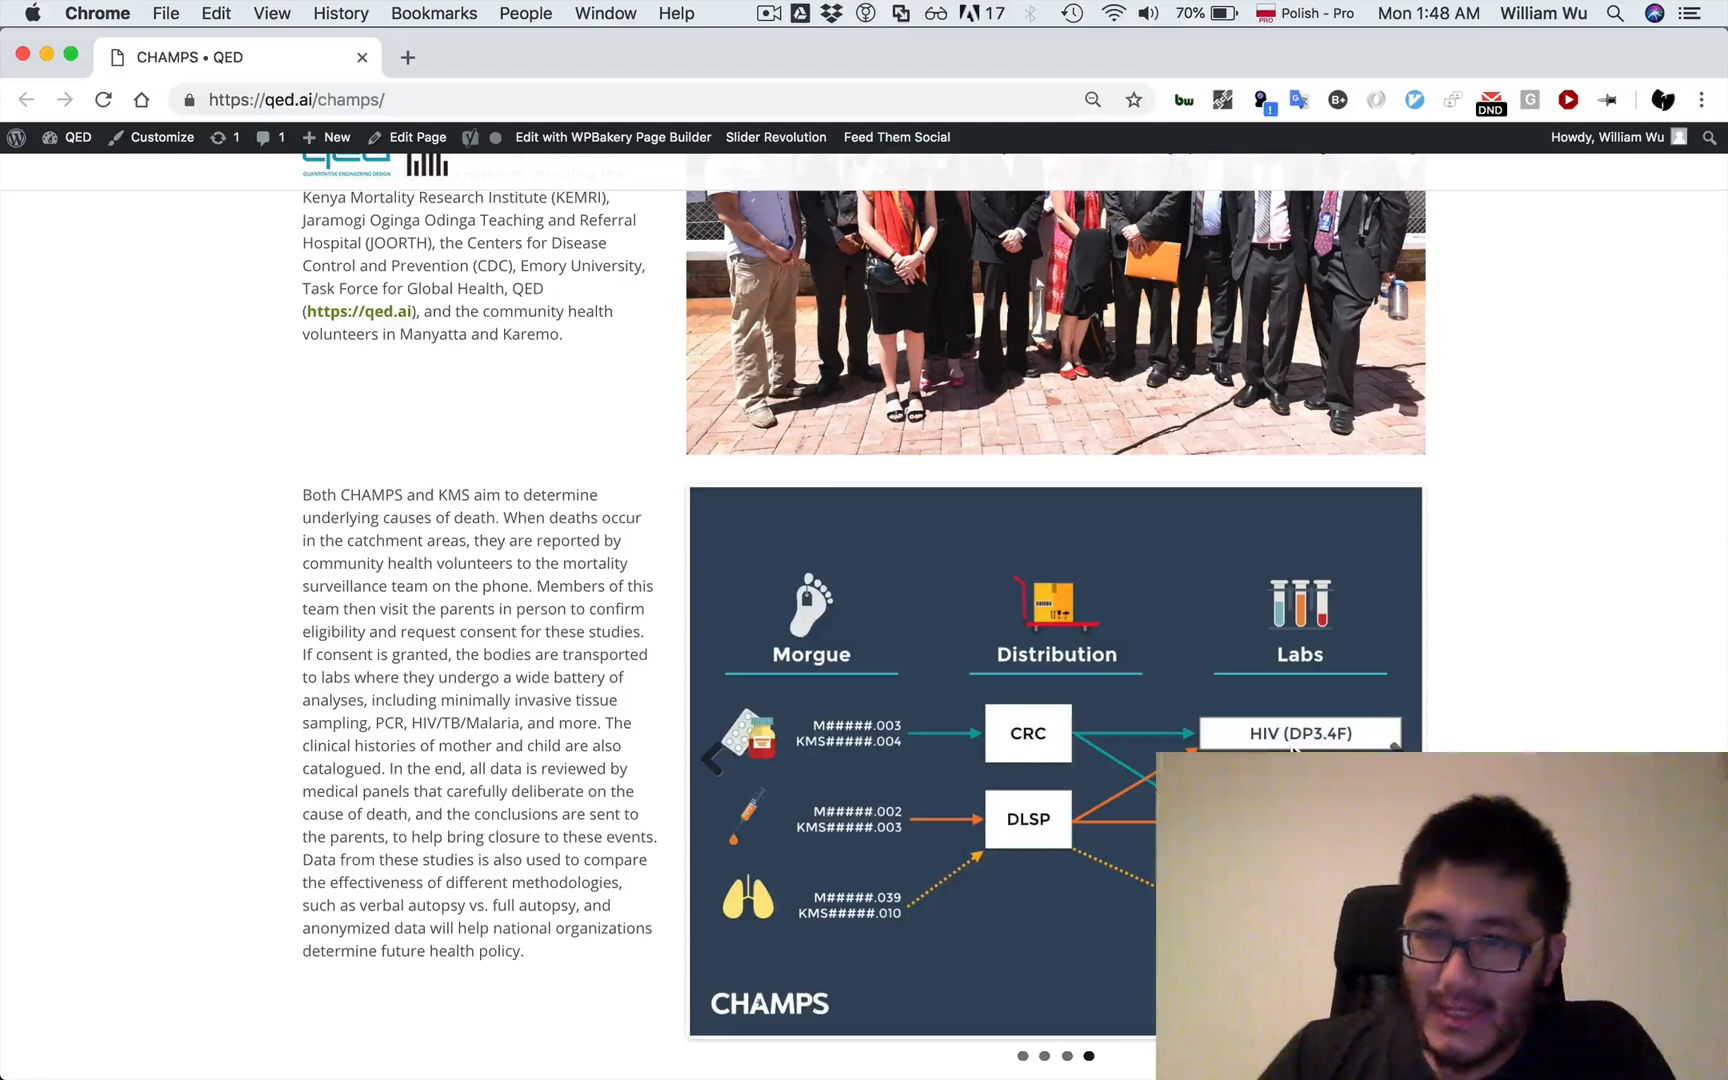 Chrome File Edit View History Bookmarks People Window Help 17 70% PRO Polish - Pro Mon 1:48 AM William Wu
CHAMPS • QED
https://qed.ai/champs/
bw B+ G DND
QED Customize 1 1 New Edit Page Edit with WPBakery Page Builder Slider Revolution Feed Them Social Howdy, William Wu
QUANTITATIVE ENGINEERING DESIGN
Kenya Mortality Research Institute (KEMRI),
Jaramogi Oginga Odinga Teaching and Referral
Hospital (JOORTH), the Centers for Disease
Control and Prevention (CDC), Emory University,
Task Force for Global Health, QED
(https://qed.ai), and the community health
volunteers in Manyatta and Karemo.
Both CHAMPS and KMS aim to determine
underlying causes of death. When deaths occur
in the catchment areas, they are reported by
community health volunteers to the mortality
surveillance team on the phone. Members of this
team then visit the parents in person to confirm
eligibility and request consent for these studies.
If consent is granted, the bodies are transported
to labs where they undergo a wide battery of
analyses, including minimally invasive tissue
sampling, PCR, HIV/TB/Malaria, and more. The
clinical histories of mother and child are also
catalogued. In the end, all data is reviewed by
medical panels that carefully deliberate on the
cause of death, and the conclusions are sent to
the parents, to help bring closure to these events.
Data from these studies is also used to compare
the effectiveness of different methodologies,
such as verbal autopsy vs. full autopsy, and
anonymized data will help national organizations
determine future health policy.
Morgue Distribution Labs
M#####.003
KMS#####.004
CRC
HIV (DP3.4F)
M#####.002
KMS#####.003
DLSP
M#####.039
KMS#####.010
CHAMPS